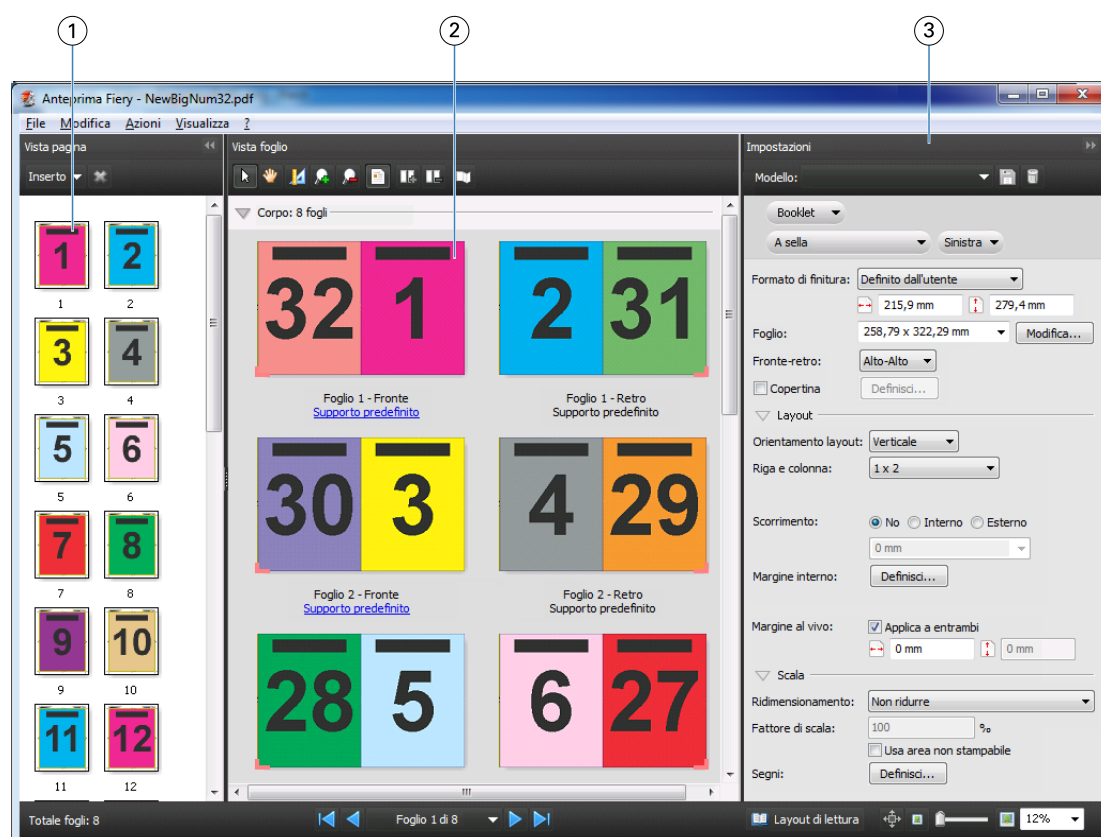 1
2
3
Anteprima Fiery - NewBigNum32.pdf
File Modifica Azioni Visualizza ?
Vista pagina
Inserto
1 2
1 2
3 4
3 4
5 6
5 6
7 8
7 8
9 10
9 10
11 12
11 12
Totale fogli: 8
Vista foglio
Corpo: 8 fogli
32 1 2 31
Foglio 1 - Fronte
Supporto predefinito
Foglio 1 - Retro
Supporto predefinito
30 3 4 29
Foglio 2 - Fronte
Supporto predefinito
Foglio 2 - Retro
Supporto predefinito
28 5 6 27
Foglio 1 di 8
Impostazioni
Modello:
Booklet
A sella Sinistra
Formato di finitura: Definito dall'utente
215,9 mm 279,4 mm
Foglio: 258,79 x 322,29 mm Modifica...
Fronte-retro: Alto-Alto
Copertina Definisci...
Layout
Orientamento layout: Verticale
Riga e colonna: 1 x 2
Scorrimento: No Interno Esterno
0 mm
Margine interno: Definisci...
Margine al vivo: Applica a entrambi
0 mm 0 mm
Scala
Ridimensionamento: Non ridurre
Fattore di scala: 100 %
Usa area non stampabile
Segni: Definisci...
Layout di lettura 12%